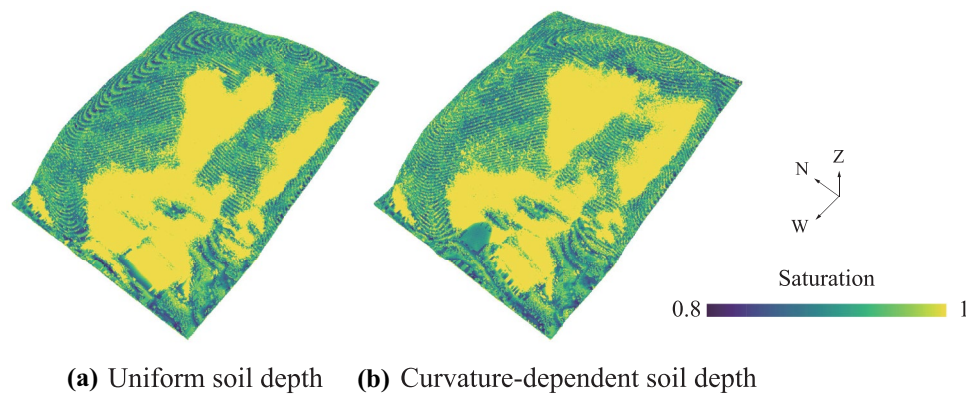 N
Z
W
Saturation
0.8 1
(a) Uniform soil depth (b) Curvature-dependent soil depth